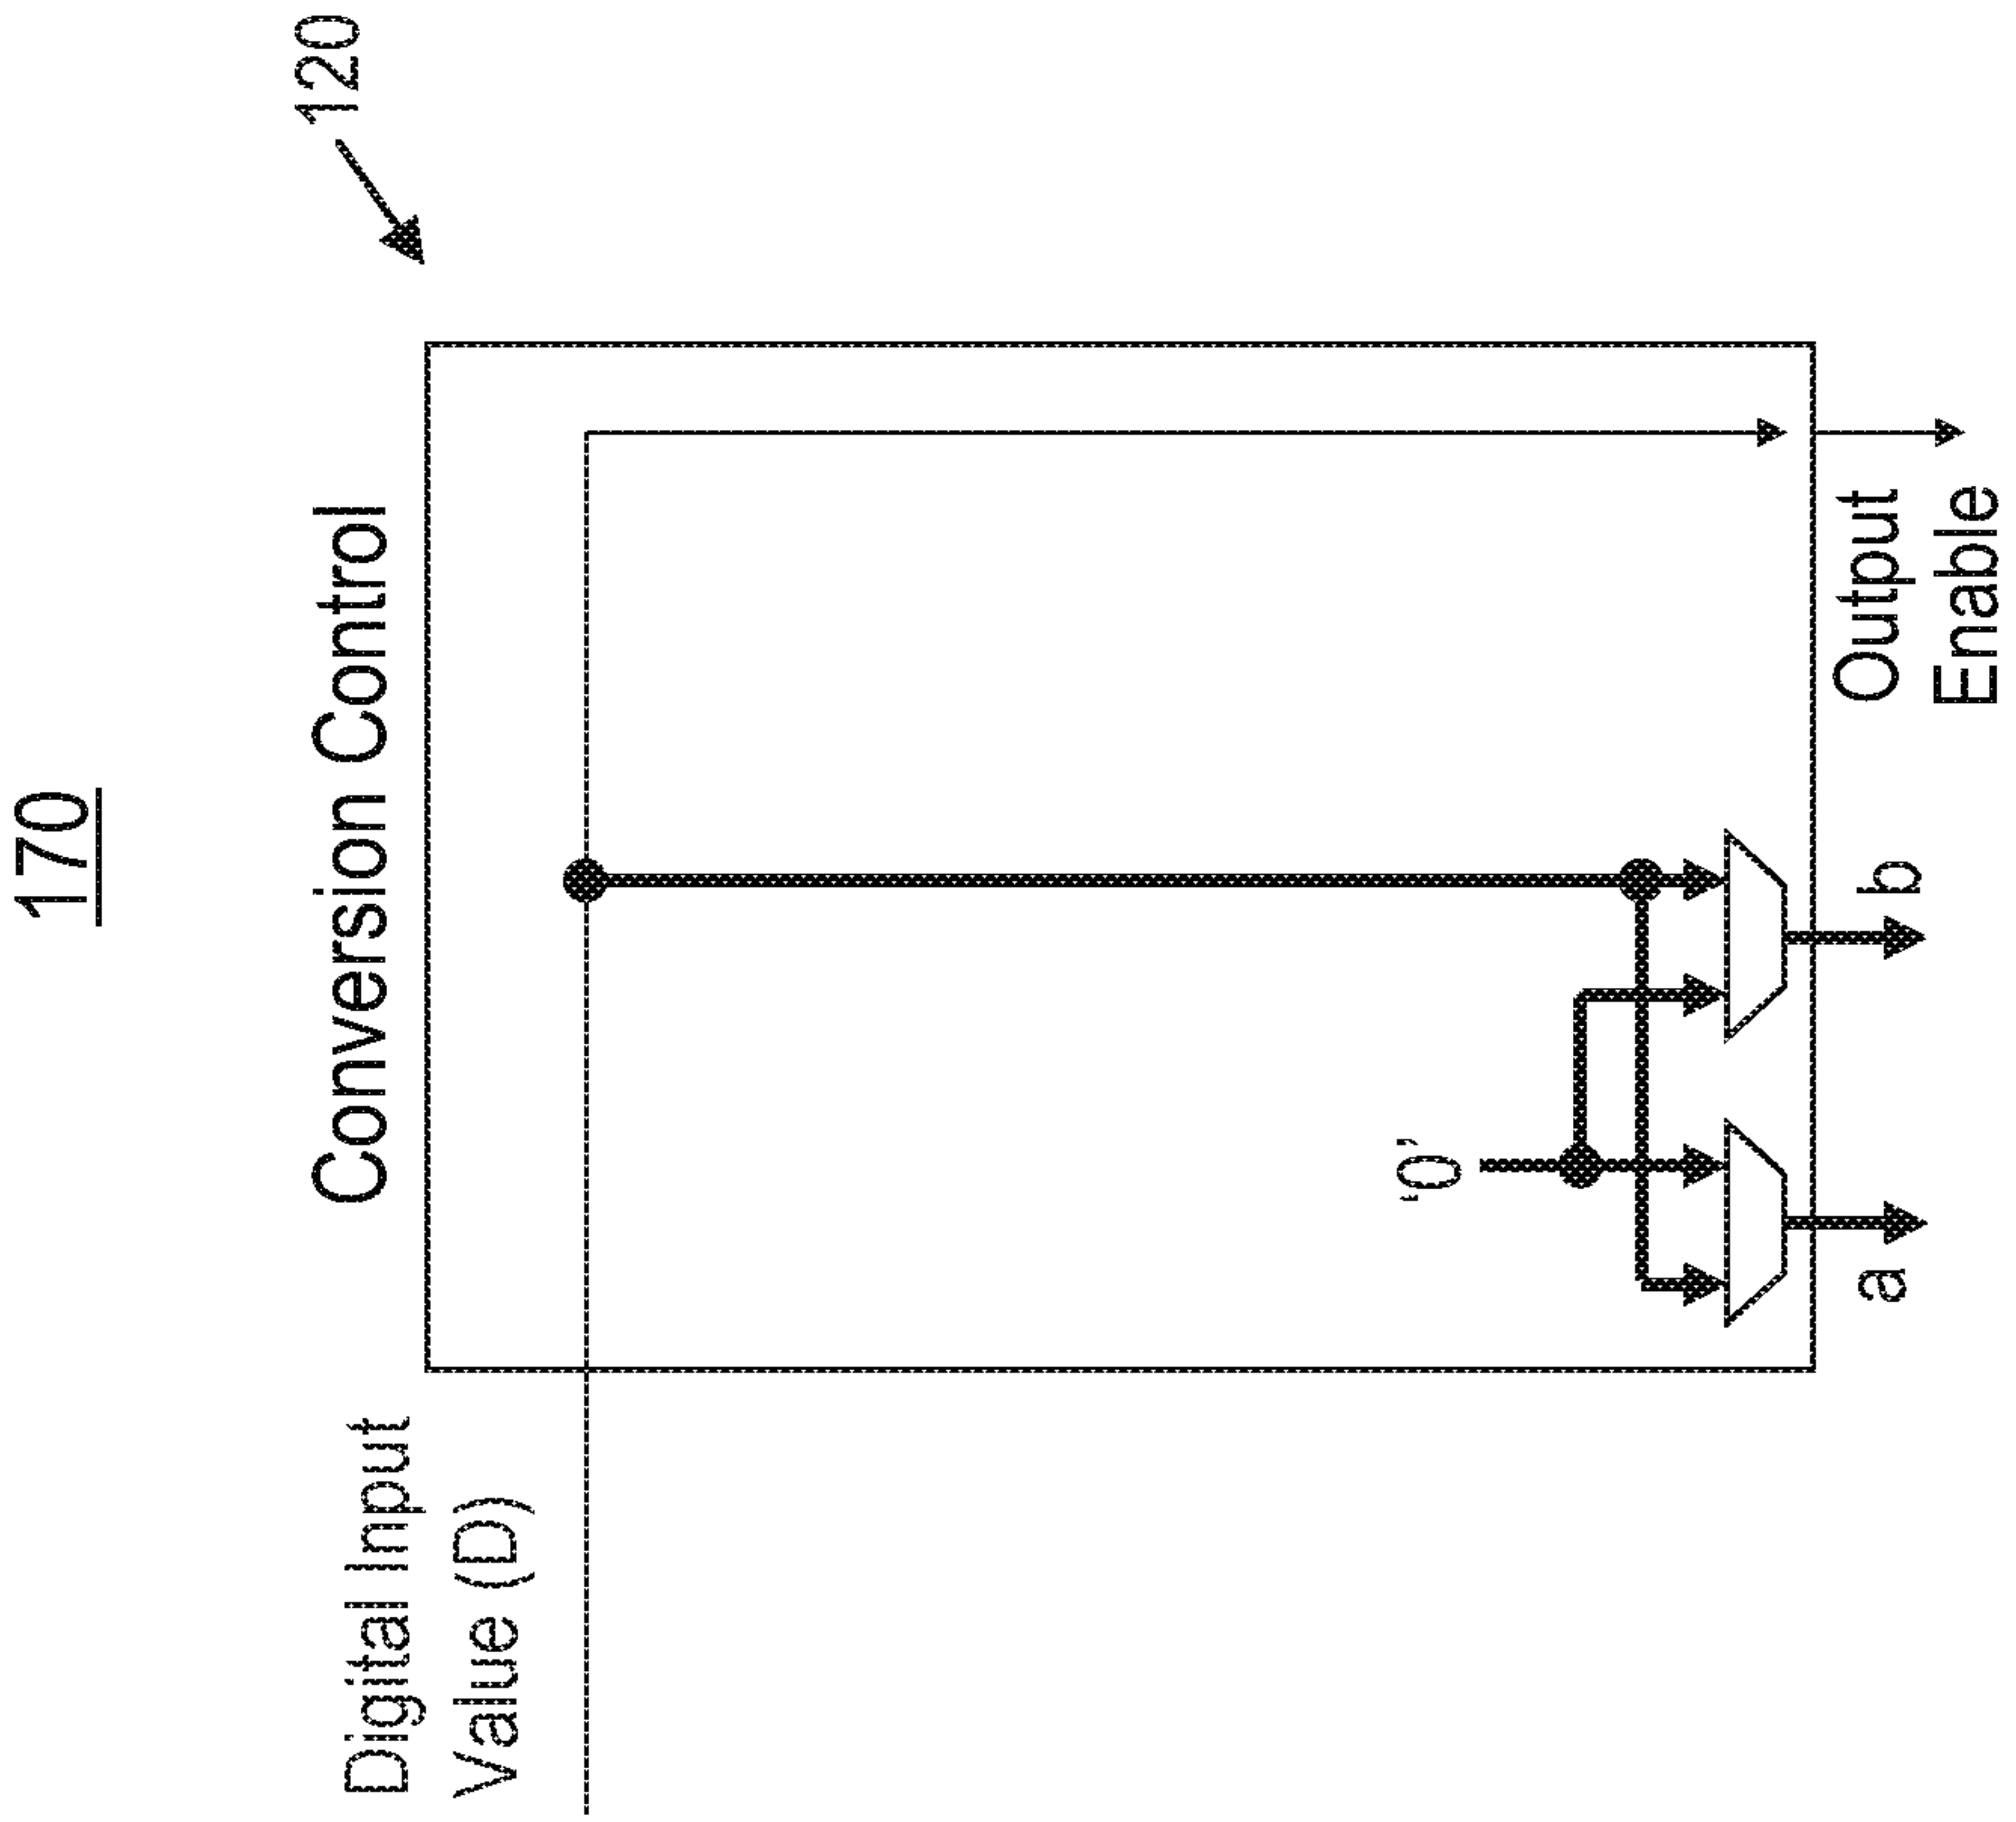 170
120
Conversion Control
Digital Input
Value (D)
‘0’
a
b
Output
Enable